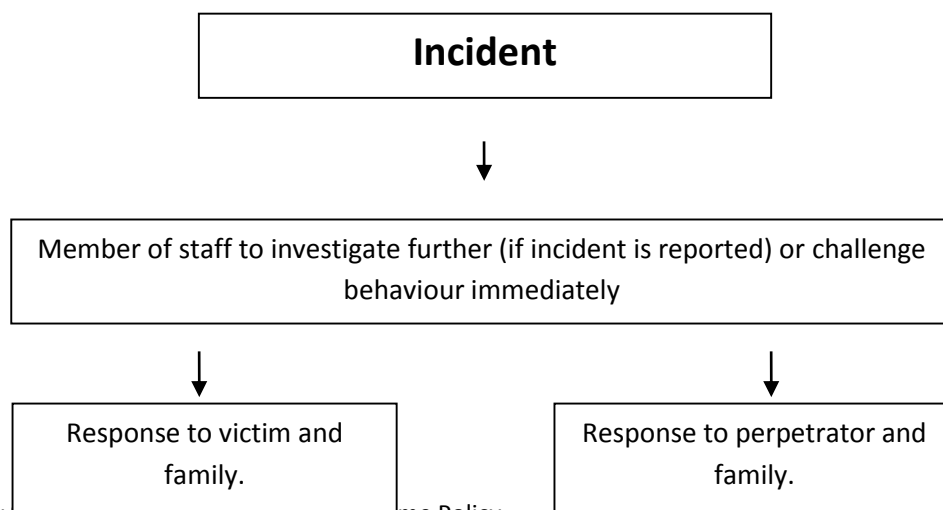 Incident
Member of staff to investigate further (if incident is reported) or challenge
behaviour immediately
Response to victim and
family.
Response to perpetrator and
family.
Policy